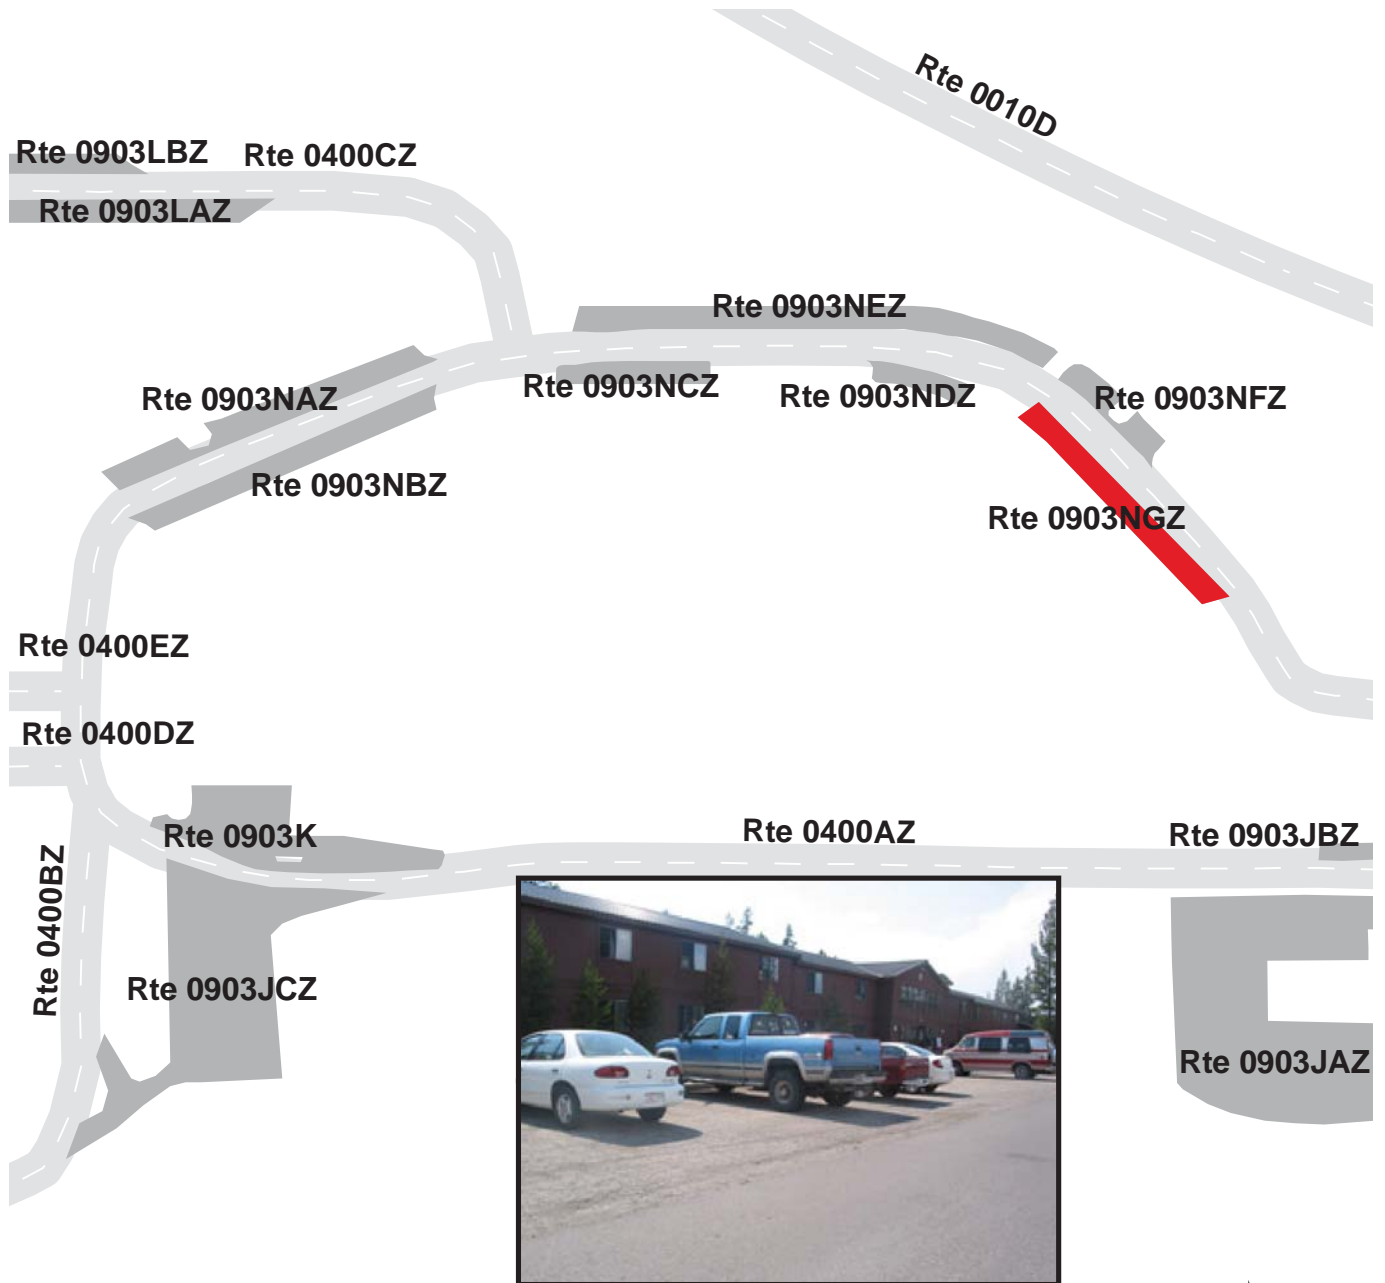 Rte 0010D
Rte 0903LBZ
Rte 0400CZ
Rte 0903LAZ
Rte 0903NEZ
Rte 0903NAZ
Rte 0903NCZ
Rte 0903NDZ
Rte 0903NFZ
Rte 0903NBZ
Rte 0903NGZ
Rte 0400EZ
Rte 0400DZ
Rte 0903K
Rte 0400AZ
Rte 0903JBZ
Rte 0400BZ
Rte 0903JCZ
Rte 0903JAZ